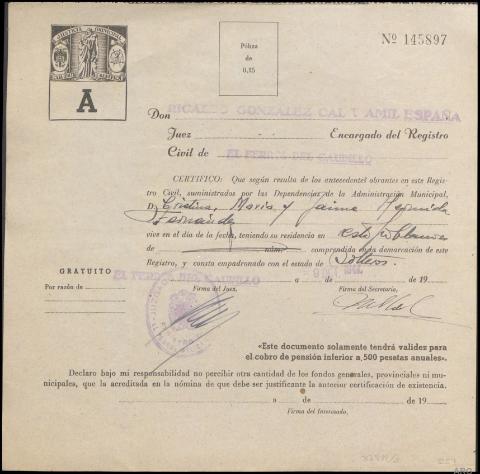 A
Póliza
de
0,15
Nº 145897
Don RICARDO GONZALEZ CAL Y AMIL ESPAÑA
Juez Encargado del Registro
Civil de EL FERROL DEL CAUDILLO
CERTIFICO: Que según resulta de los antecedentes obrantes en este Regis-
tro Civil, suministrados por las Dependencias de la Administración Municipal,
D. Cristina, María y Jaime
Fernández
vive en el día de la fecha, teniendo su residencia en
de núm. comprendida en la demarcación de este
Registro, y consta empadronado con el estado de Soltero.
GRATUITO
EL FERROL DEL CAUDILLO a de de 19
Por razón de
Firma del Juez.
Firma del Secretario,
«Este documento solamente tendrá validez para
el cobro de pensión inferior a 500 pesetas anuales».
Declaro bajo mi responsabilidad no percibir otra cantidad de los fondos generales, provinciales ni mu-
nicipales, que la acreditada en la nómina de que debe ser justificante la anterior certificación de existencia.
a de de 19
Firma del Interesado,